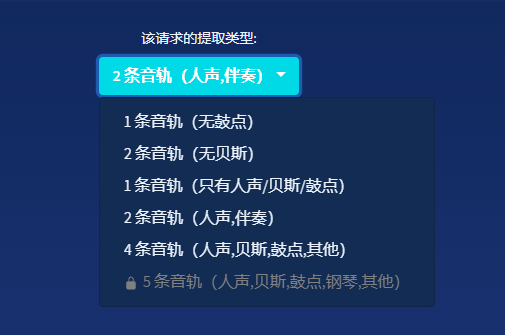 该请求的提取类型:
2 条音轨（人声,伴奏）
1 条音轨（无鼓点）
2 条音轨（无贝斯）
1 条音轨（只有人声/贝斯/鼓点）
2 条音轨（人声,伴奏）
4 条音轨（人声,贝斯,鼓点,其他）
5 条音轨（人声,贝斯,鼓点,钢琴,其他）